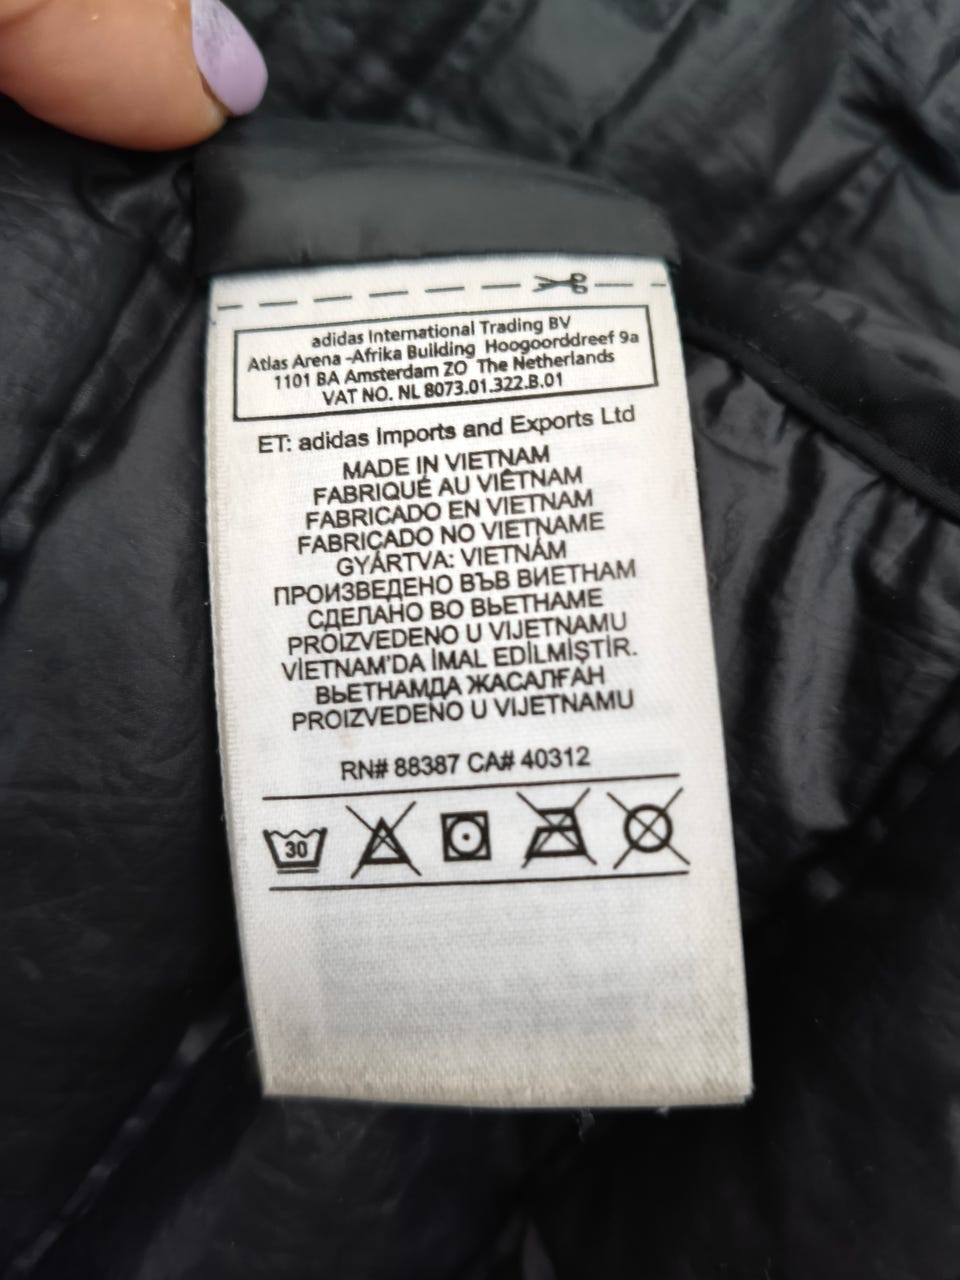 adidas International Trading BV
Atlas Arena -Afrika Building Hoogoorddreef 9a
1101 BA Amsterdam ZO The Netherlands
VAT NO. NL 8073.01.322.B.01
ET: adidas Imports and Exports Ltd
MADE IN VIETNAM
FABRIQUÉ AU VIÊTNAM
FABRICADO EN VIETNAM
FABRICADO NO VIETNAME
GYÁRTVA: VIETNÁM
ПРОИЗВЕДЕНО ВЪВ ВИЕТНАМ
СДЕЛАНО ВО ВЬЕТНАМЕ
PROIZVEDENO U VIJETNAMU
VİETNAM'DA İMAL EDİLMİŞTİR.
ВЬЕТНАМДА ЖАСАЛҒАН
PROIZVEDENO U VIJETNAMU
RN# 88387 CA# 40312
30